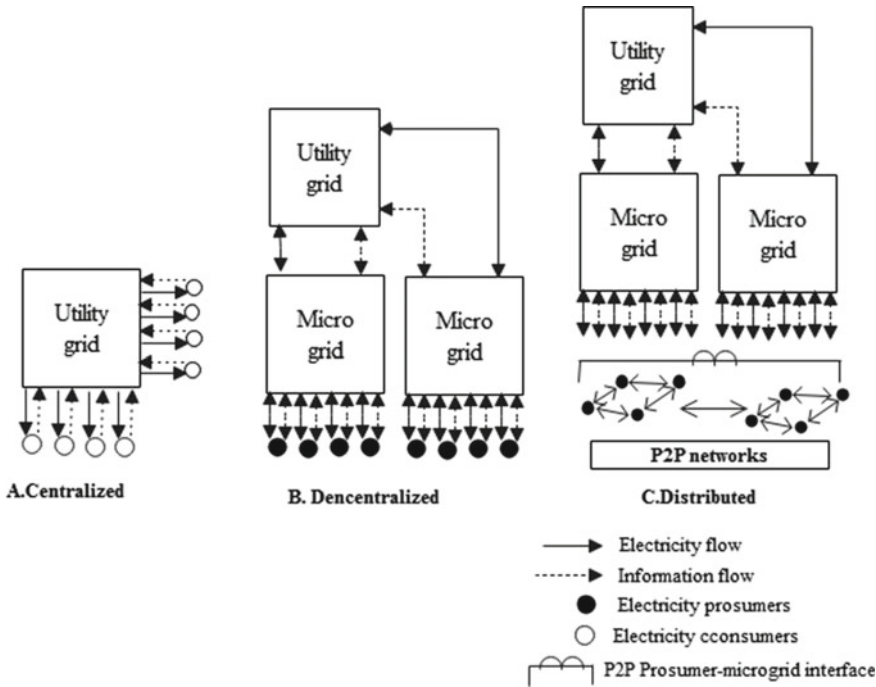 Utility
grid
A.Centralized
Utility
grid
Micro
grid
Micro
grid
B. Dencentralized
Utility
grid
Micro
grid
Micro
grid
P2P networks
C.Distributed
Electricity flow
Information flow
Electricity prosumers
Electricity cconsumers
P2P Prosumer-microgrid interface